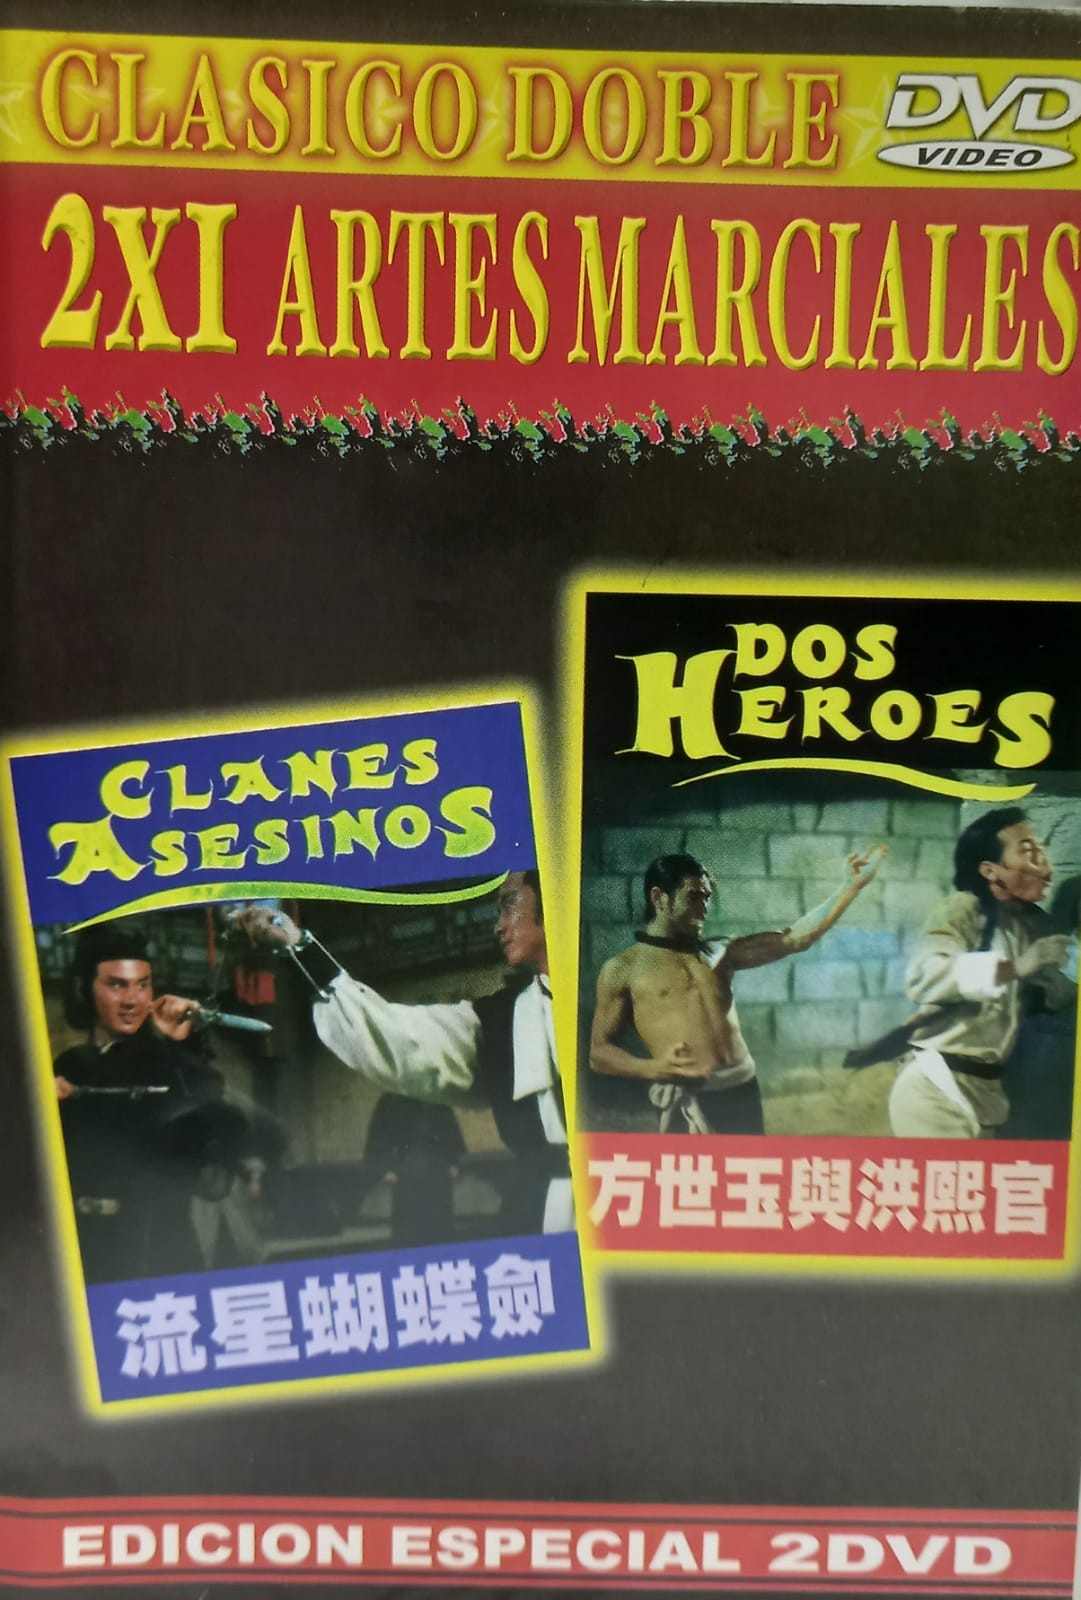 CLASICO DOBLE
DVD
VIDEO
2XI ARTES MARCIALES
DOS
HEROES
CLANES
ASESINOS
方世玉與洪熙官
流星蝴蝶劍
EDICION ESPECIAL 2DVD